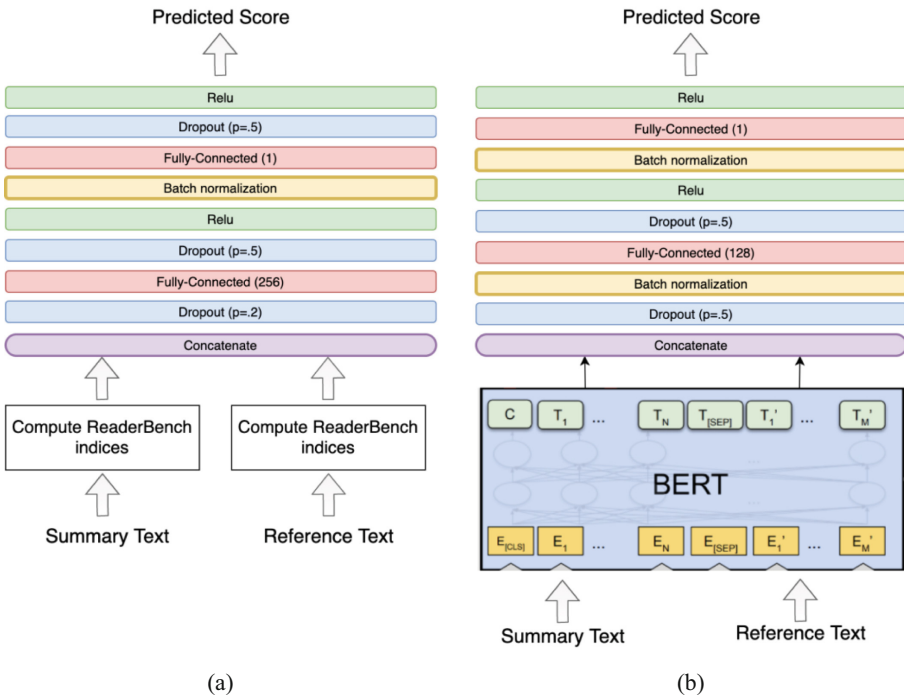 Predicted Score
Relu
Dropout (p=.5)
Fully-Connected (1)
Batch normalization
Relu
Dropout (p=.5)
Fully-Connected (256)
Dropout (p=.2)
Concatenate
Compute ReaderBench
indices
Compute ReaderBench
indices
Summary Text
Reference Text
(a)
Predicted Score
Relu
Fully-Connected (1)
Batch normalization
Relu
Dropout (p=.5)
Fully-Connected (128)
Batch normalization
Dropout (p=.5)
Concatenate
C T1 ... TN T[SEP] T1' ... TM'
...
BERT
...
E[CLS] E1 ... EN E[SEP] E1' ... EM'
Summary Text
Reference Text
(b)